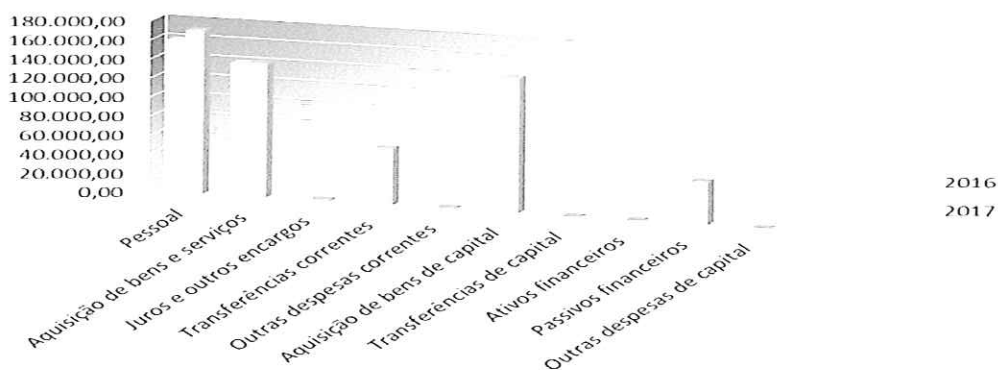 180.000,00
160.000,00
140.000,00
120.000,00
100.000,00
80.000,00
60.000,00
40.000,00
20.000,00
0,00
Pessoal
Aquisição de bens e serviços
Juros e outros encargos
Transferências correntes
Outras despesas correntes
Aquisição de bens de capital
Transferências de capital
Ativos financeiros
Passivos financeiros
Outras despesas de capital
2016
2017